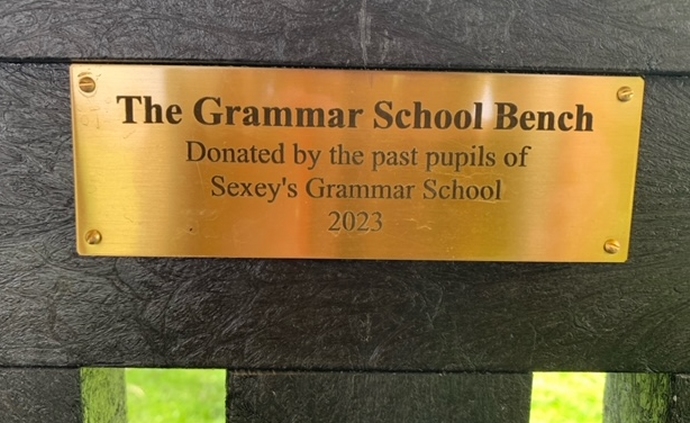 The Grammar School Bench
Donated by the past pupils of
Sexey's Grammar School
2023